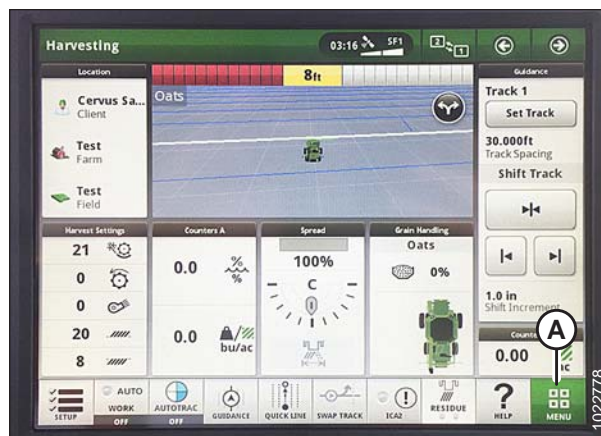 Harvesting
03:16 SF1
2 1
Location
Cervus Sa...
Client
Test
Farm
Test
Field
8ft
Oats
Guidance
Track 1
Set Track
30.000ft
Track Spacing
Shift Track
1.0 in
Shift Increment
Harvest Settings
21
0
0
20
8
Counters A
0.0 %
%
0.0
bu/ac
Spread
100%
C
Grain Handling
Oats
0%
Counte
0.00
ac
A
SETUP
AUTO
WORK
OFF
AUTOTRAC
OFF
GUIDANCE
QUICK LINE
SWAP TRACK
ICA2
RESIDUE
HELP
MENU
1022778